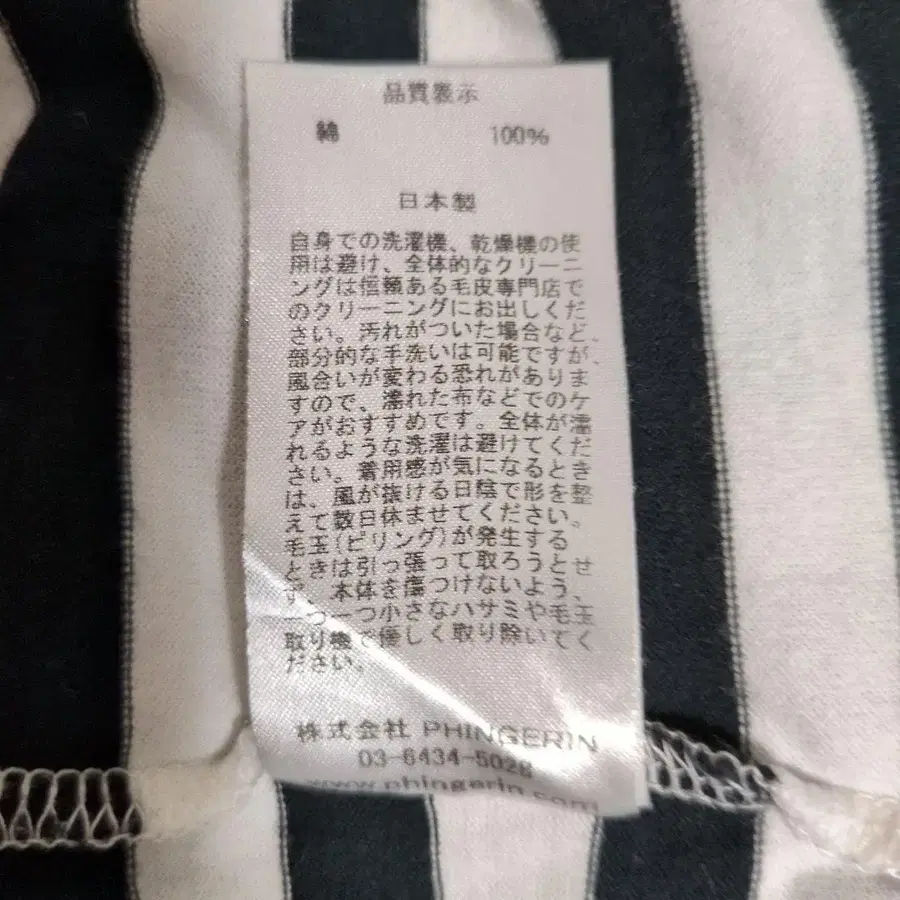 品質表示
綿 100%
日本製
自身での洗濯機、乾燥機の使
用は避け、全体的なクリーニ
ングは信頼ある毛皮専門店で
のクリーニングにお出しくだ
さい。汚れがついた場合など、
部分的な手洗いは可能ですが、
風合いが変わる恐れがありま
すので、濡れた布などでのケ
アがおすすめです。全体が濡
れるような洗濯は避けてくだ
さい。着用感が気になるとき
は、風が抜ける日陰で形を整
えて数日休ませてください。
毛玉(ピリング)が発生する
ときは引っ張って取ろうとせ
ず、本体を傷つけないよう、
一つ一つ小さなハサミや毛玉
取り機で優しく取り除いてく
ださい。
株式会社 PHINGERIN
03-6434-5028
www.phingerin.com